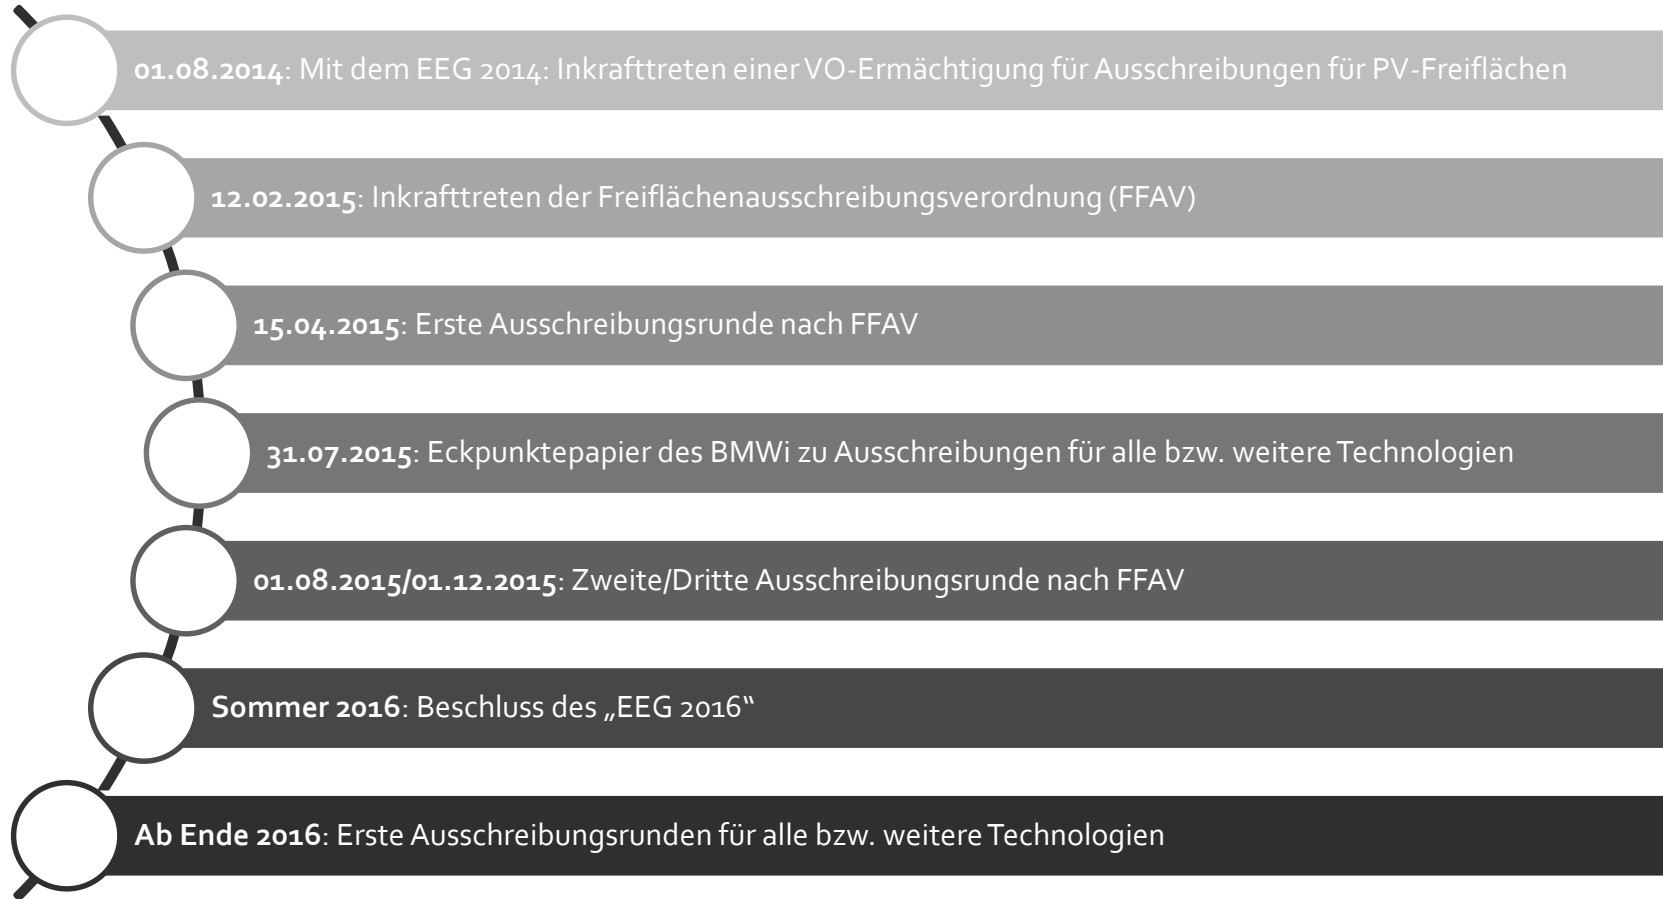 01.08.2014: Mit dem EEG 2014: Inkrafttreten einer VO-Ermächtigung für Ausschreibungen für PV-Freiflächen
12.02.2015: Inkrafttreten der Freiflächenausschreibungsverordnung (FFAV)
15.04.2015: Erste Ausschreibungsrunde nach FFAV
31.07.2015: Eckpunktepapier des BMWi zu Ausschreibungen für alle bzw. weitere Technologien
01.08.2015/01.12.2015: Zweite/Dritte Ausschreibungsrunde nach FFAV
Sommer 2016: Beschluss des „EEG 2016“
Ab Ende 2016: Erste Ausschreibungsrunden für alle bzw. weitere Technologien